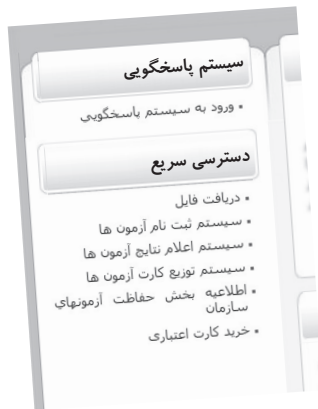 سیستم پاسخگویی
ورود به سیستم پاسخگویی
دسترسی سریع
دریافت فایل
سیستم ثبت نام آزمون ها
سیستم اعلام نتایج آزمون ها
سیستم توزیع کارت آزمون ها
اطلاعیه بخش حفاظت آزمونهاي
سازمان
خرید کارت اعتباری